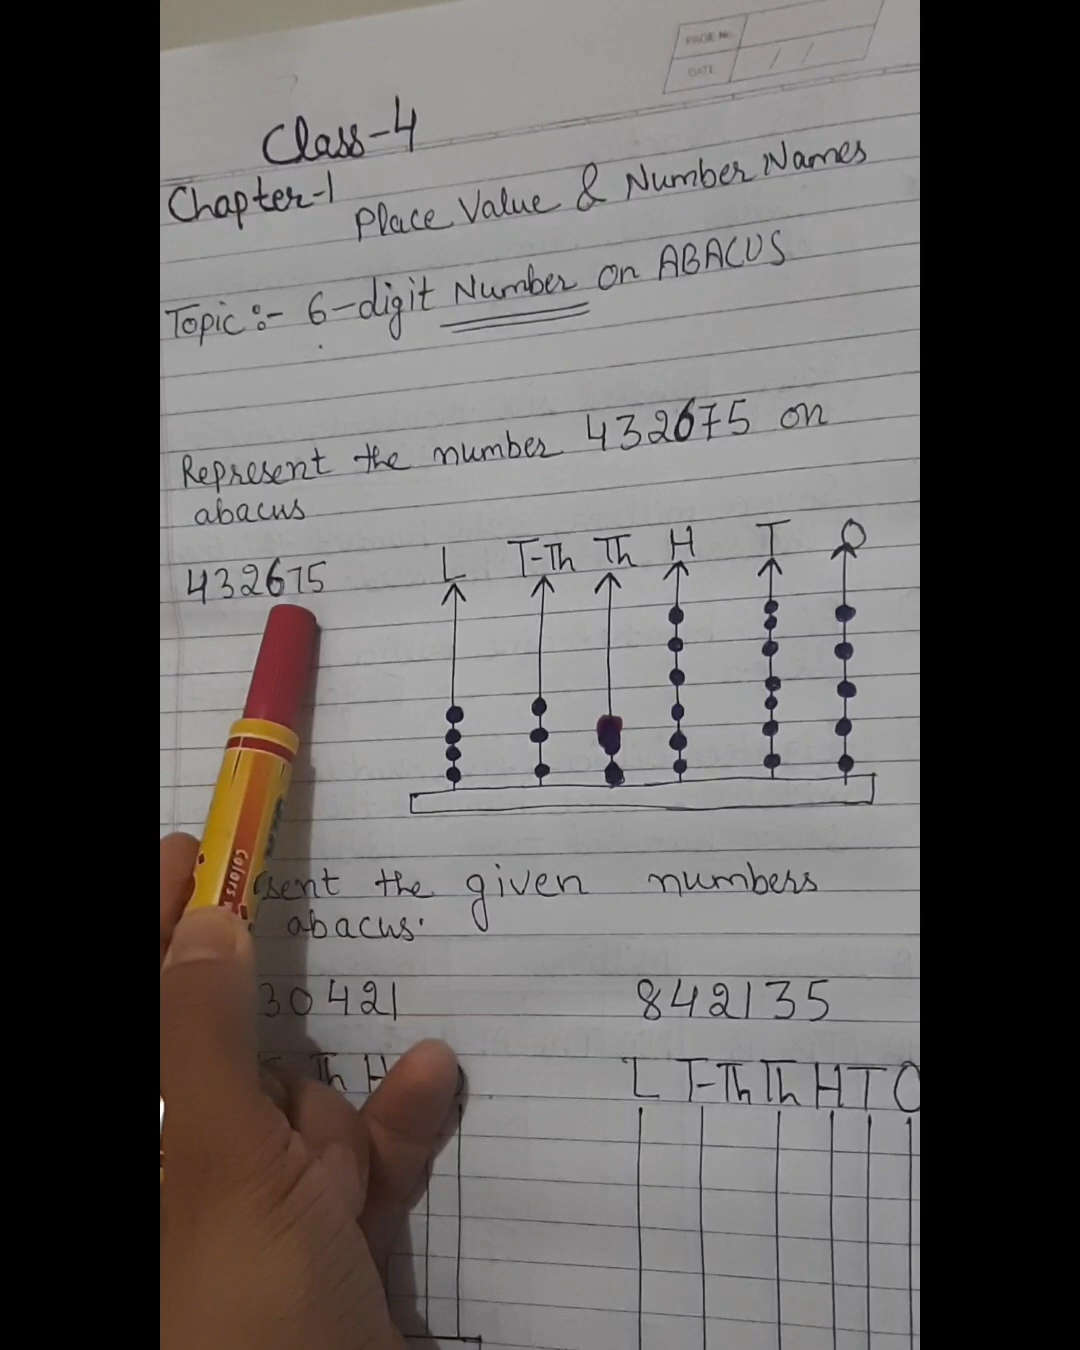 PAGE No.
DATE / /
Class-4
Chapter-1
Place Value & Number Names
Topic:- 6-digit Number on ABACUS
Represent the number 432675 on
abacus
432675
L T-Th Th H T O
sent the given numbers
abacus.
30421 842135
Th H
L T-Th Th H T O
Colors